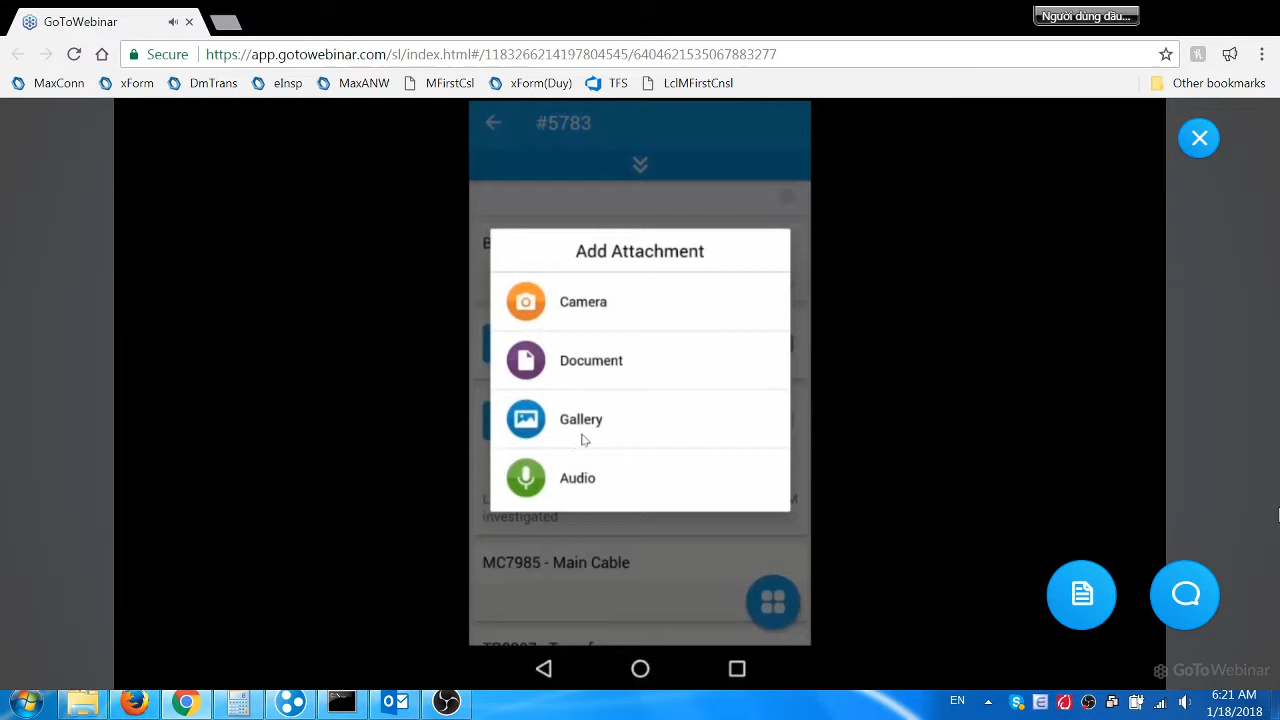 GoToWebinar
Người dùng đầu...
Secure
https://app.gotowebinar.com/sl/index.html#/1183266214197804545/6404621535067883277
MaxConn
xForm
DmTrans
eInsp
MaxANW
MFirstCsl
xForm(Duy)
TFS
LclMFirstCnsl
Other bookmarks
#5783
Add Attachment
Camera
Document
Gallery
Audio
investigated
MC7985 - Main Cable
GoToWebinar
EN
6:21 AM
1/18/2018